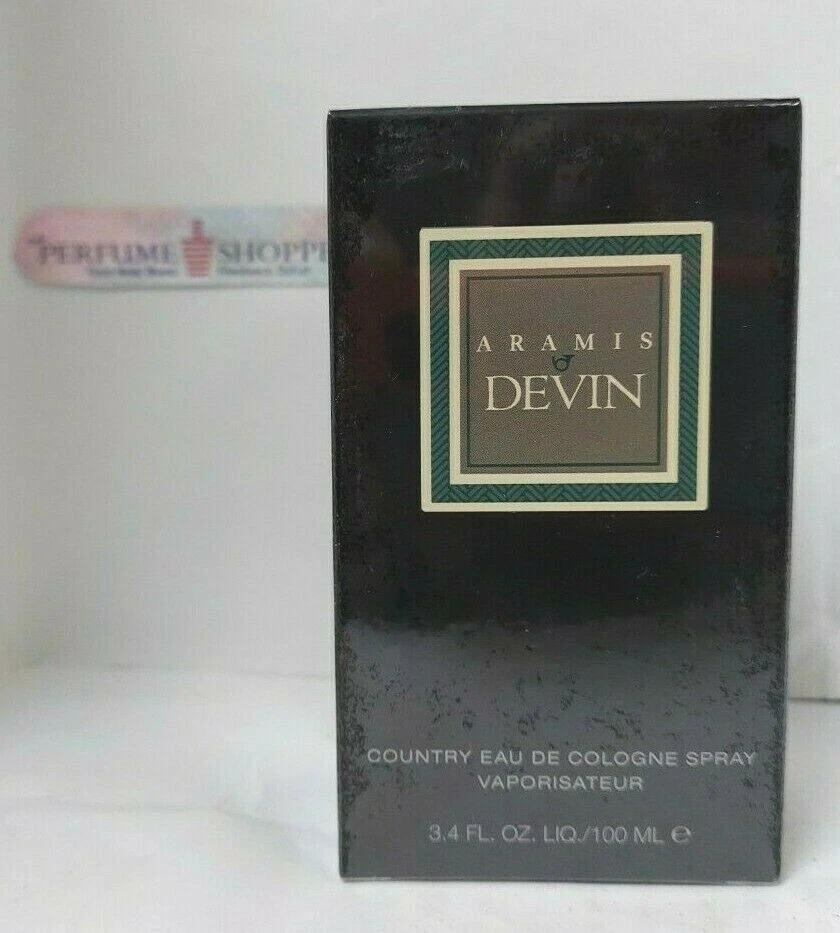 PERFUME SHOPPE
ARAMIS
DEVIN
COUNTRY EAU DE COLOGNE SPRAY
VAPORISATEUR
3.4 FL. OZ. LIQ./100 ML ℮